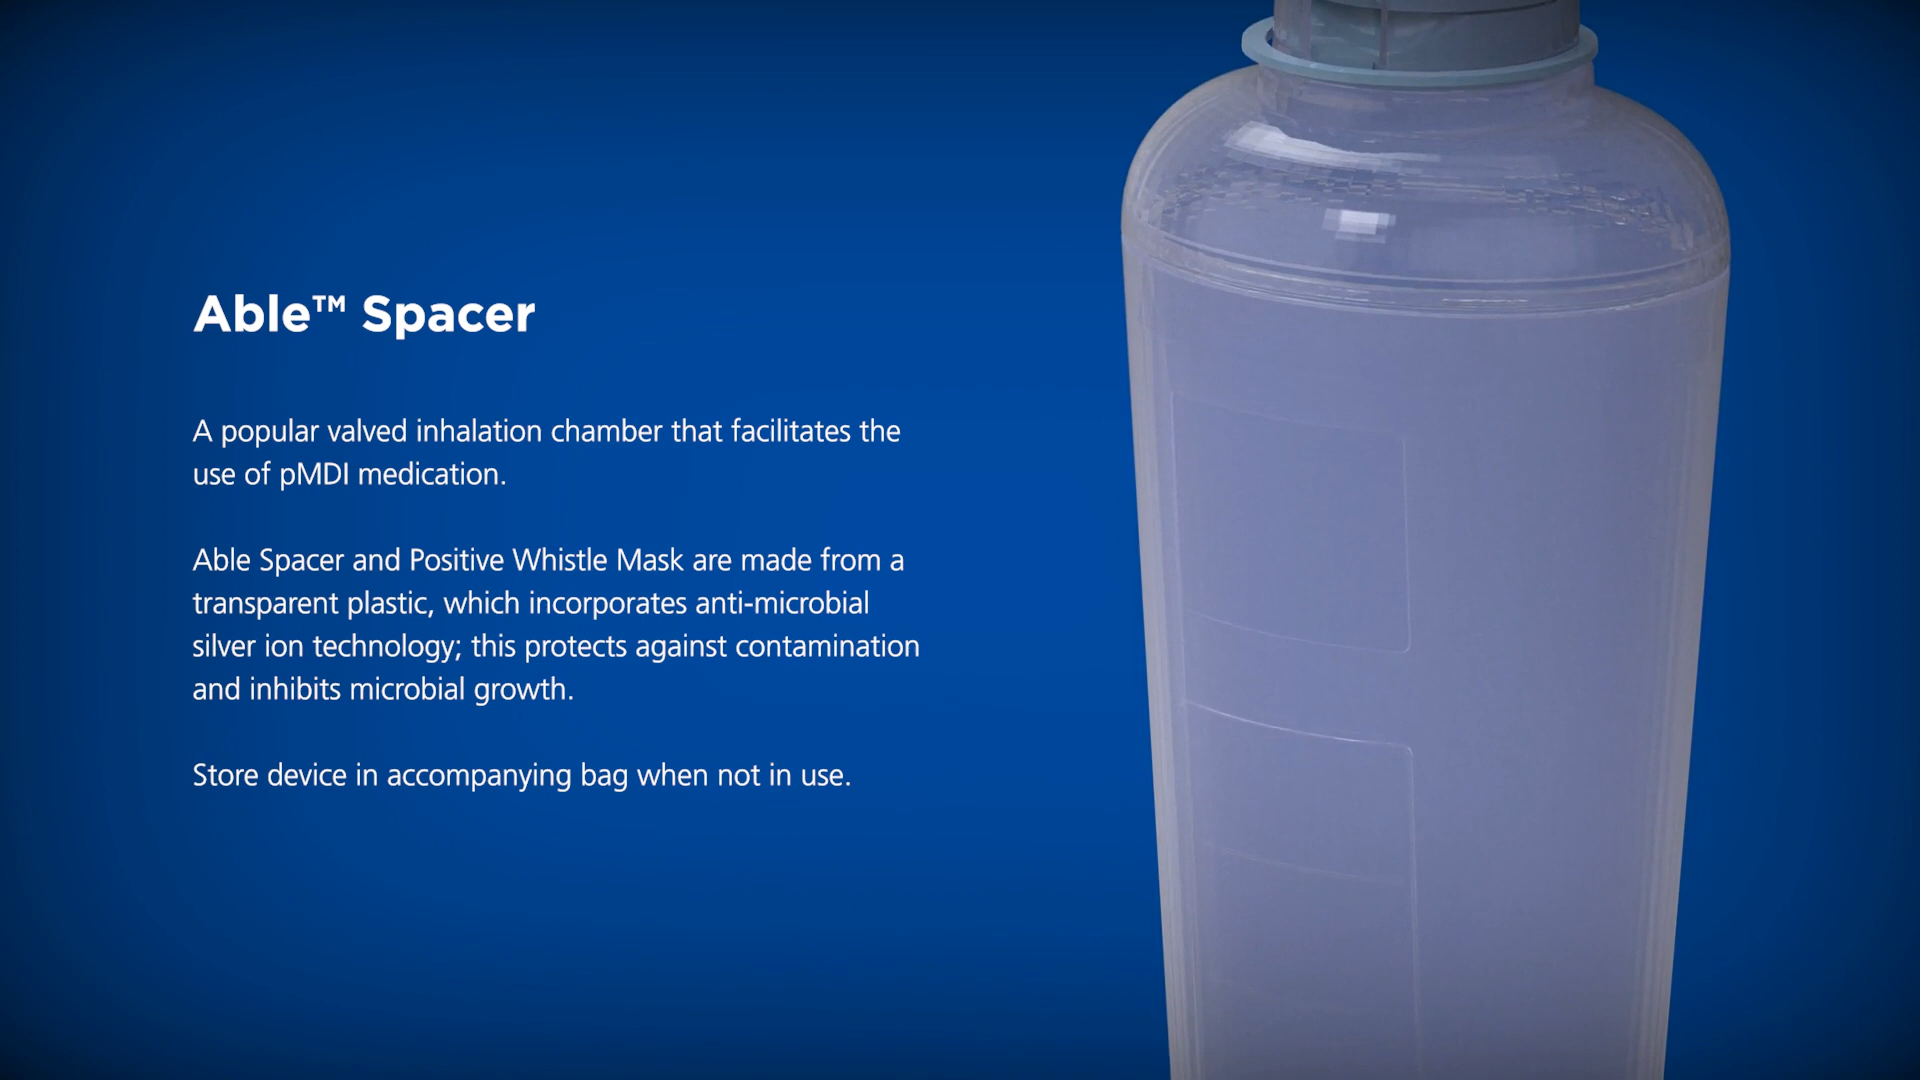 Able™ Spacer
A popular valved inhalation chamber that facilitates the
use of pMDI medication.
Able Spacer and Positive Whistle Mask are made from a
transparent plastic, which incorporates anti-microbial
silver ion technology; this protects against contamination
and inhibits microbial growth.
Store device in accompanying bag when not in use.